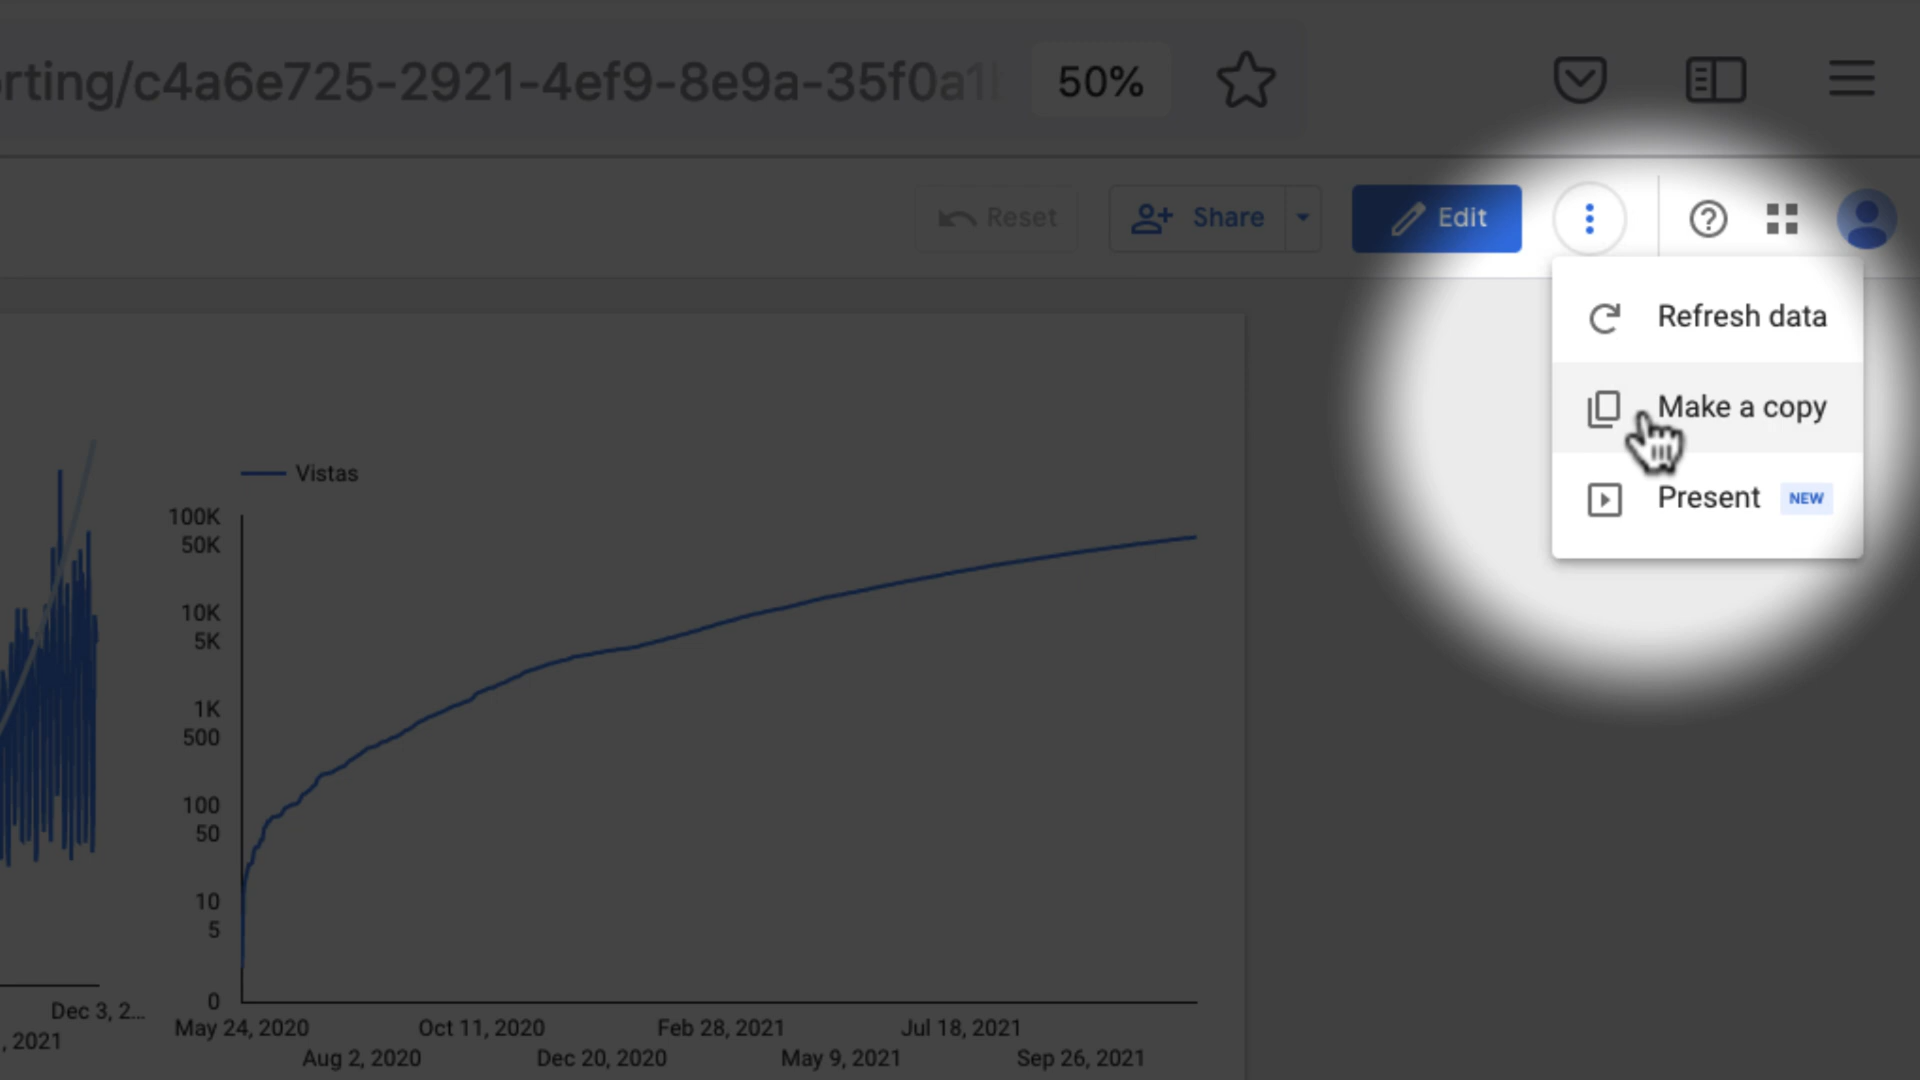 rting/c4a6e725-2921-4ef9-8e9a-35f0a1
50%
Reset
Share
Edit
Refresh data
Make a copy
Present NEW
Vistas
100K
50K
10K
5K
1K
500
100
50
10
5
0
Dec 3, 2...
, 2021
May 24, 2020
Oct 11, 2020
Feb 28, 2021
Jul 18, 2021
Aug 2, 2020
Dec 20, 2020
May 9, 2021
Sep 26, 2021